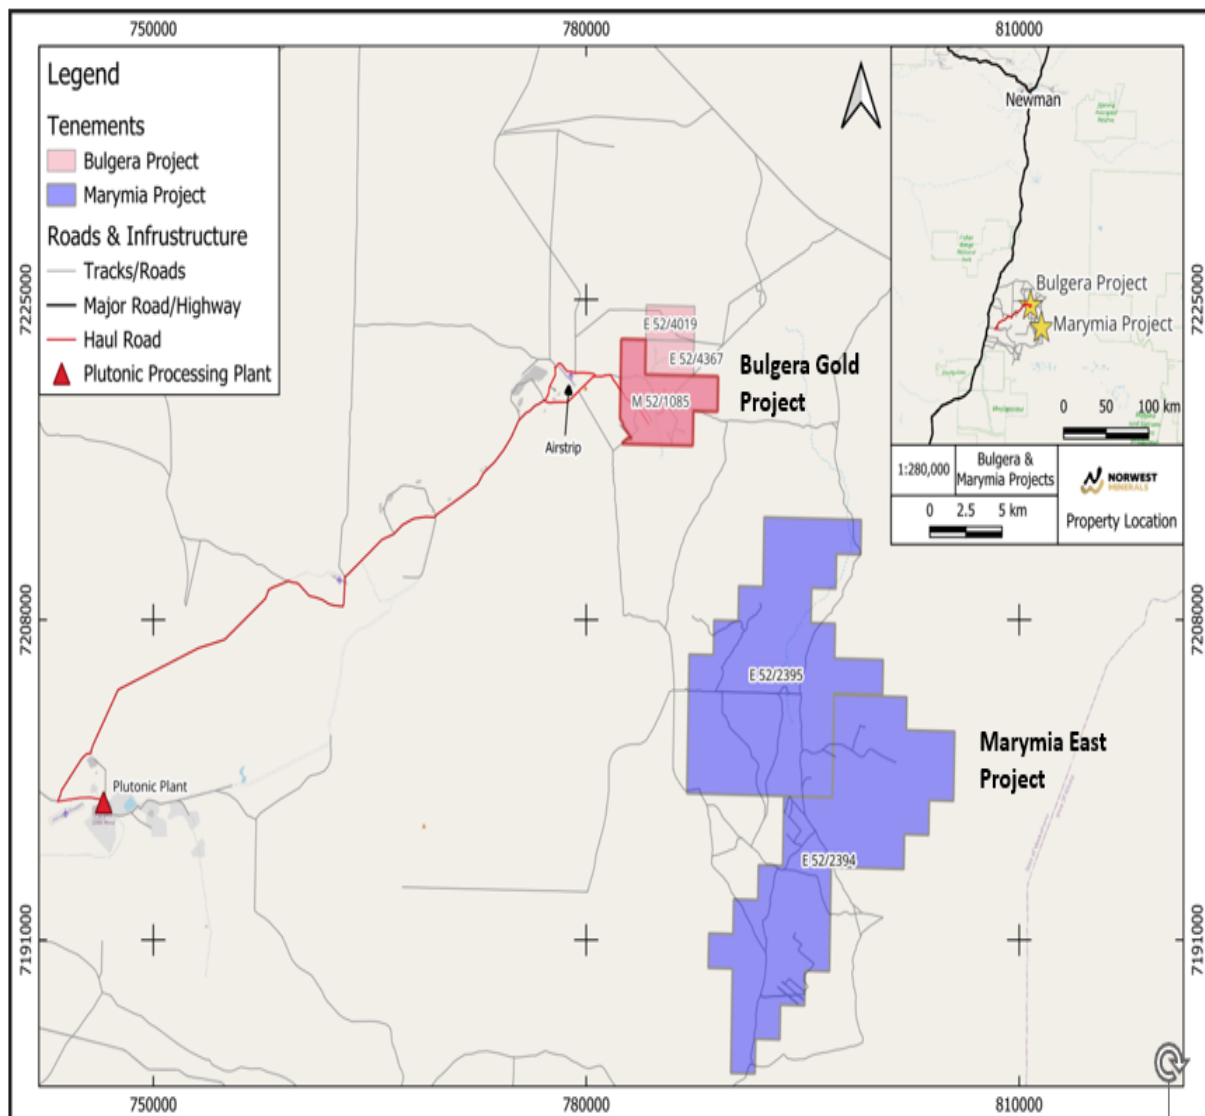 750000
780000
810000
Legend
Tenements
Bulgera Project
Marymia Project
Roads & Infrustructure
Tracks/Roads
Major Road/Highway
Haul Road
Plutonic Processing Plant
Newman
Bulgera Project
Marymia Project
0 50 100 km
1:280,000
Bulgera &
Marymia Projects
0 2.5 5 km
NORWEST
MINERALS
Property Location
7225000
7225000
E 52/4019
E 52/4367
M 52/1085
Bulgera Gold
Project
Airstrip
7208000
7208000
E 52/2395
Marymia East
Project
Plutonic Plant
E 52/2394
7191000
7191000
750000
780000
810000